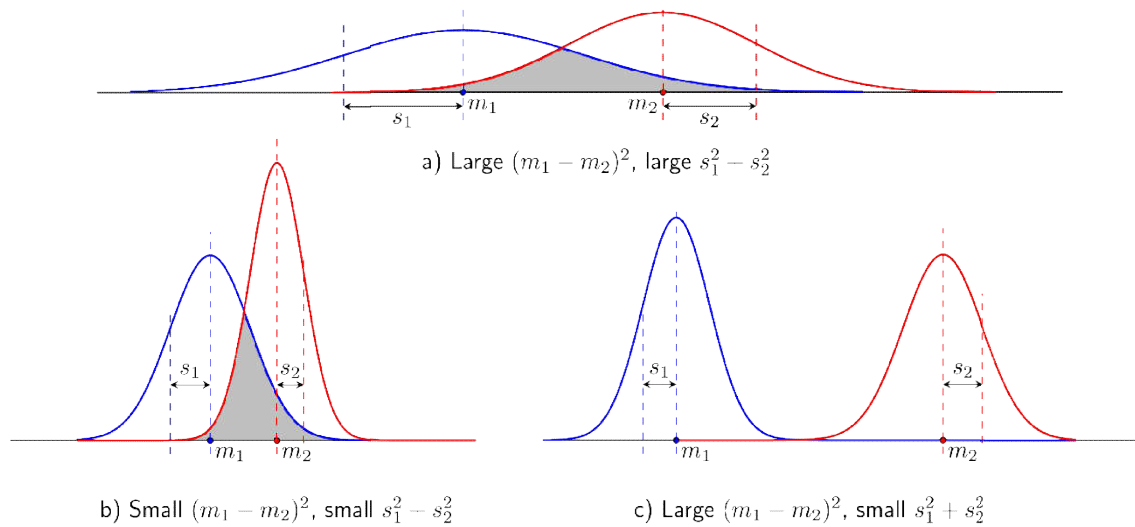 s₁ m₁ m₂ s₂
a) Large (m₁ − m₂)², large s₁² − s₂²
s₁ s₂
m₁ m₂
b) Small (m₁ − m₂)², small s₁² − s₂²
s₁ s₂
m₁ m₂
c) Large (m₁ − m₂)², small s₁² + s₂²